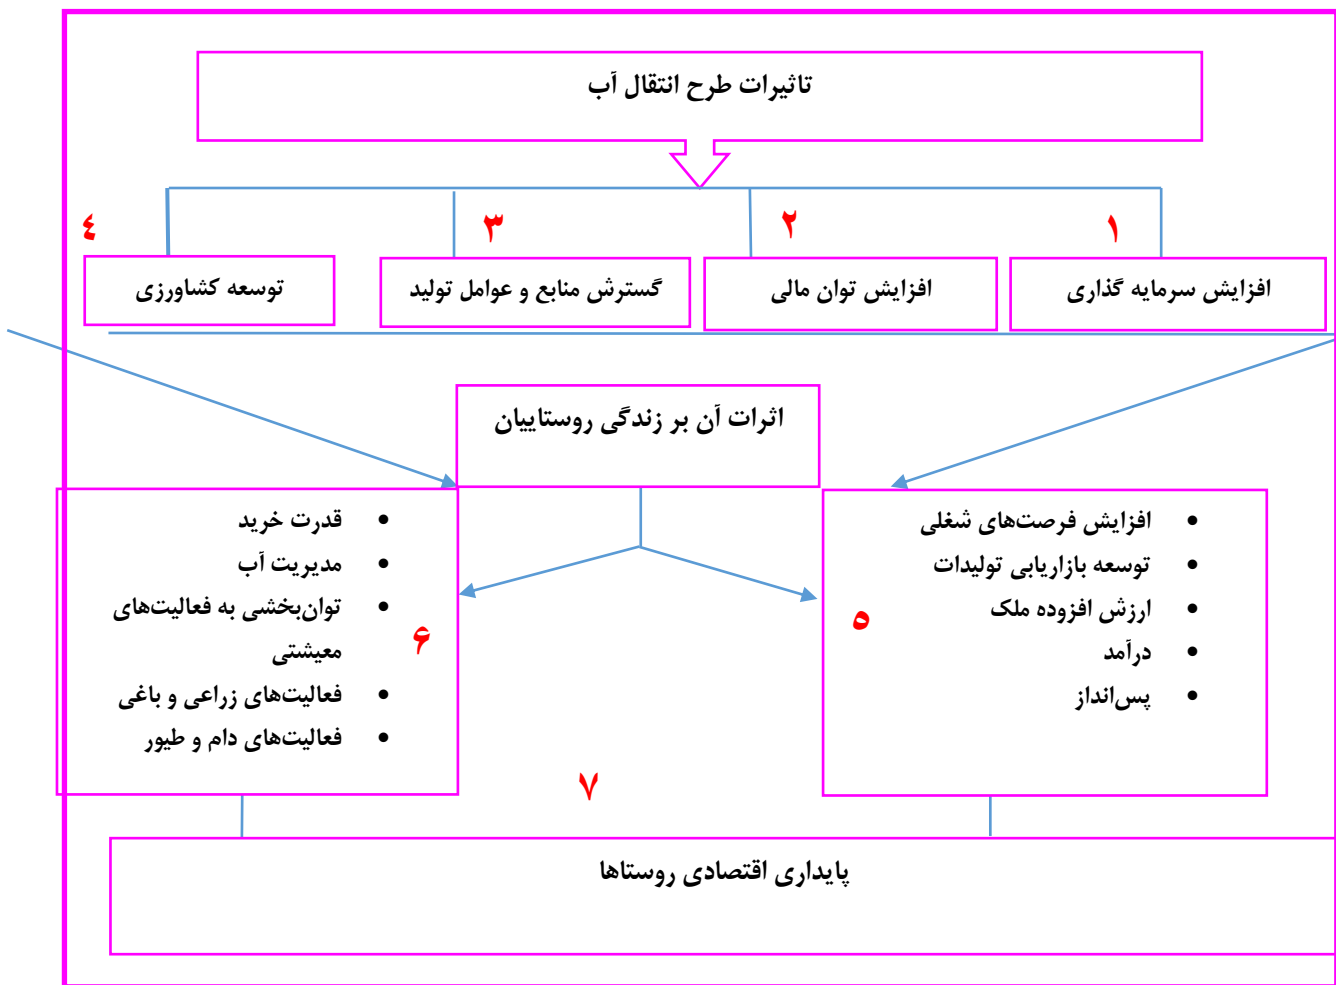 تاثیرات طرح انتقال آب
۱
۲
۳
٤
افزایش سرمایه گذاری
افزایش توان مالی
گسترش منابع و عوامل تولید
توسعه کشاورزی
اثرات آن بر زندگی روستاییان
• افزایش فرصت‌های شغلی
• توسعه بازاریابی تولیدات
• ارزش افزوده ملک
• درآمد
• پس‌انداز
۵
• قدرت خرید
• مدیریت آب
• توان‌بخشی به فعالیت‌های
معیشتی
• فعالیت‌های زراعی و باغی
• فعالیت‌های دام و طیور
۶
۷
پایداری اقتصادی روستاها